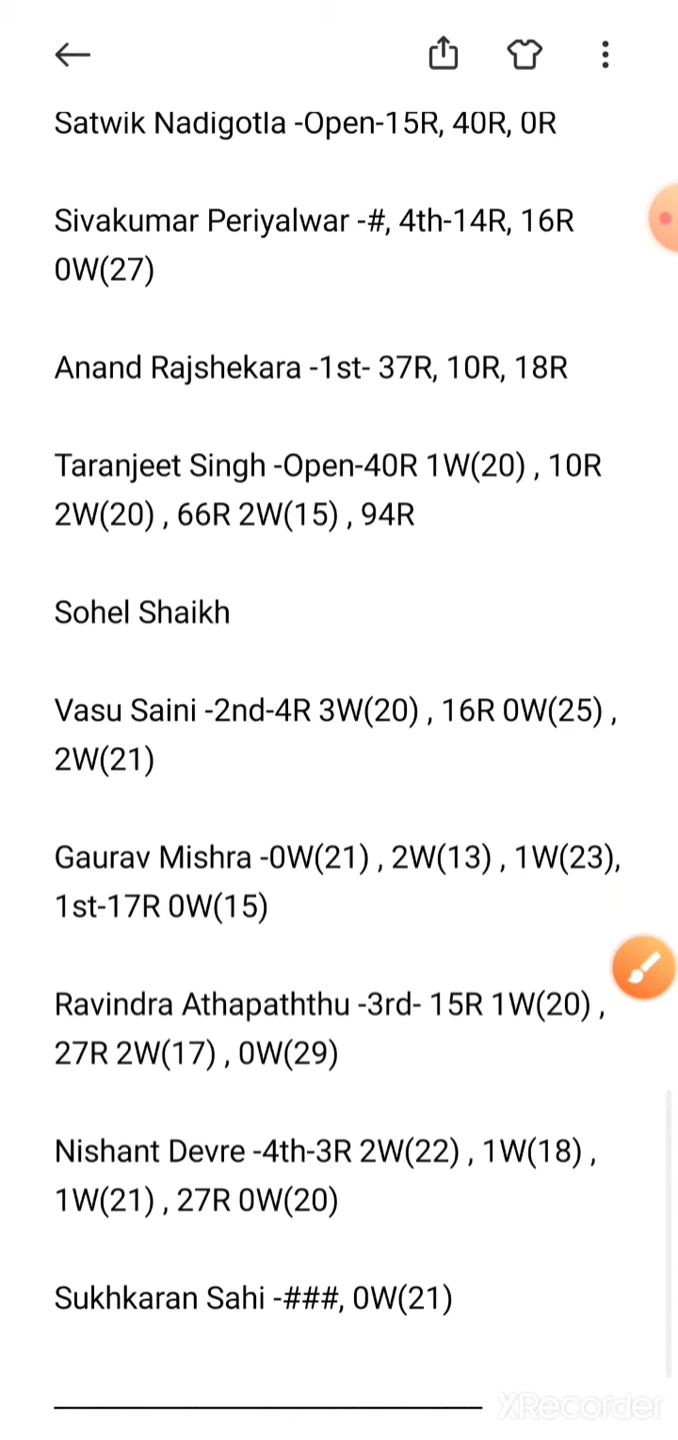 Satwik Nadigotla -Open-15R, 40R, 0R
Sivakumar Periyalwar -#, 4th-14R, 16R
0W(27)
Anand Rajshekara -1st- 37R, 10R, 18R
Taranjeet Singh -Open-40R 1W(20) , 10R
2W(20) , 66R 2W(15) , 94R
Sohel Shaikh
Vasu Saini -2nd-4R 3W(20) , 16R 0W(25) ,
2W(21)
Gaurav Mishra -0W(21) , 2W(13) , 1W(23),
1st-17R 0W(15)
Ravindra Athapaththu -3rd- 15R 1W(20) ,
27R 2W(17) , 0W(29)
Nishant Devre -4th-3R 2W(22) , 1W(18) ,
1W(21) , 27R 0W(20)
Sukhkaran Sahi -###, 0W(21)
XRecorder